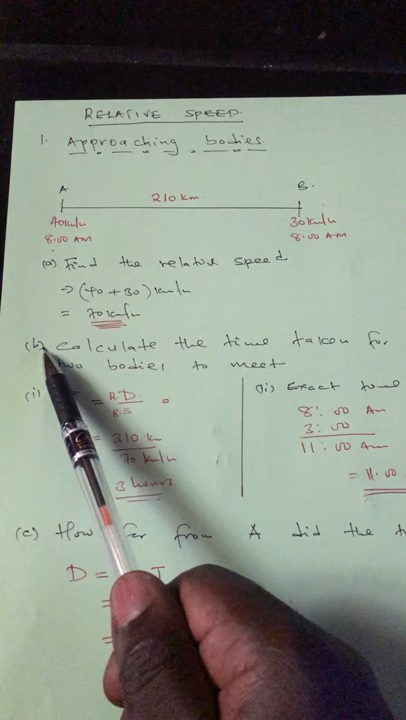 RELATIVE SPEED.
1. Approaching bodies.
A B.
210 km
40km/h 30km/h
8:00 AM 8:00 AM
(a) Find the relative speed
→ (40 + 30) km/h
= 70 km/h
(b) Calculate the time taken for
two bodies to meet
(i) = R.D/R.S
= 210 km/70 km/h
3 hours
(ii) Exact time
8:00 Am
3:00
11:00 Am
= 11.00
(c) How far from A did the
D = T
=
=